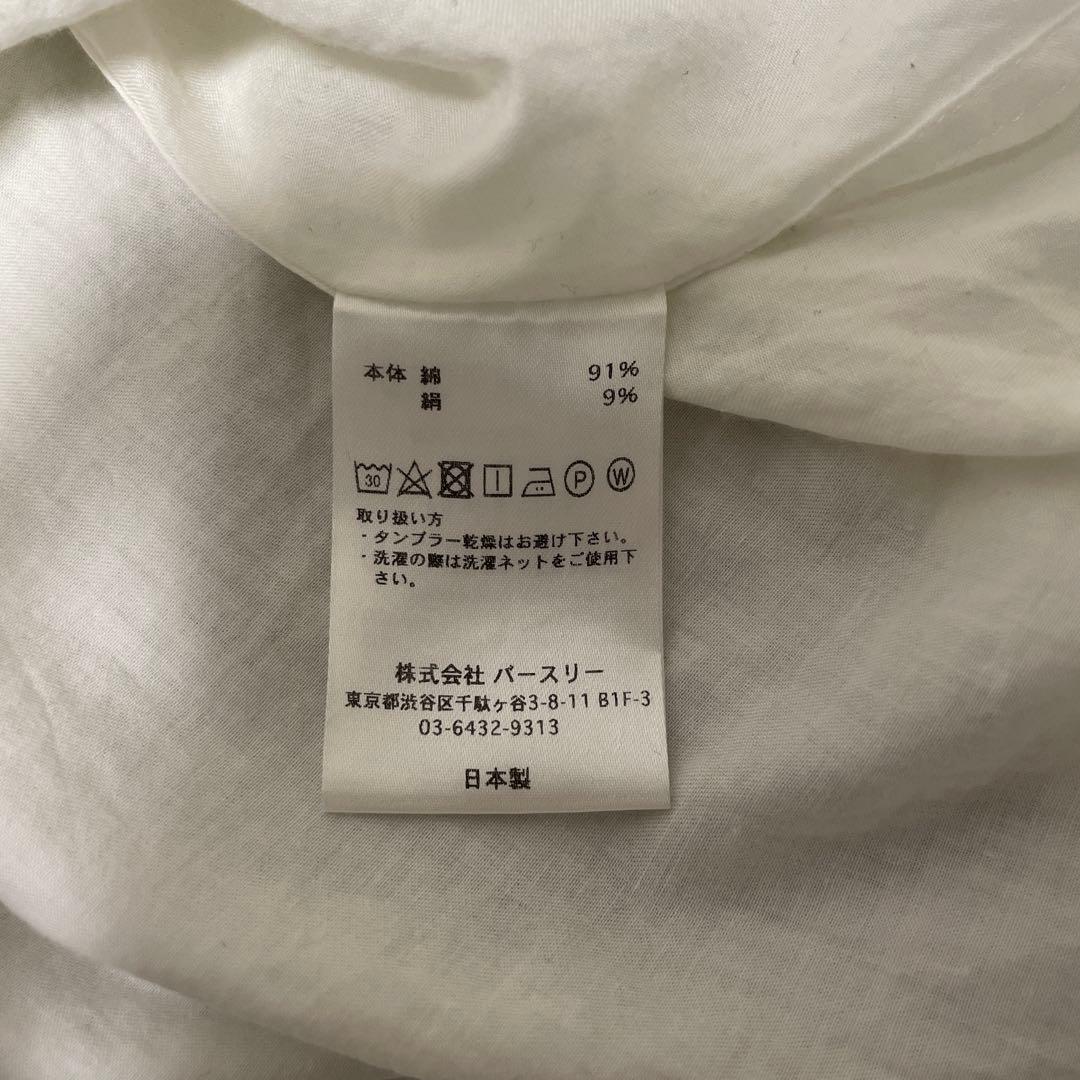 本体 綿 91%
絹 9%
30 P W
取り扱い方
・タンブラー乾燥はお避け下さい。
・洗濯の際は洗濯ネットをご使用下
さい。
株式会社 バースリー
東京都渋谷区千駄ヶ谷3-8-11 B1F-3
03-6432-9313
日本製